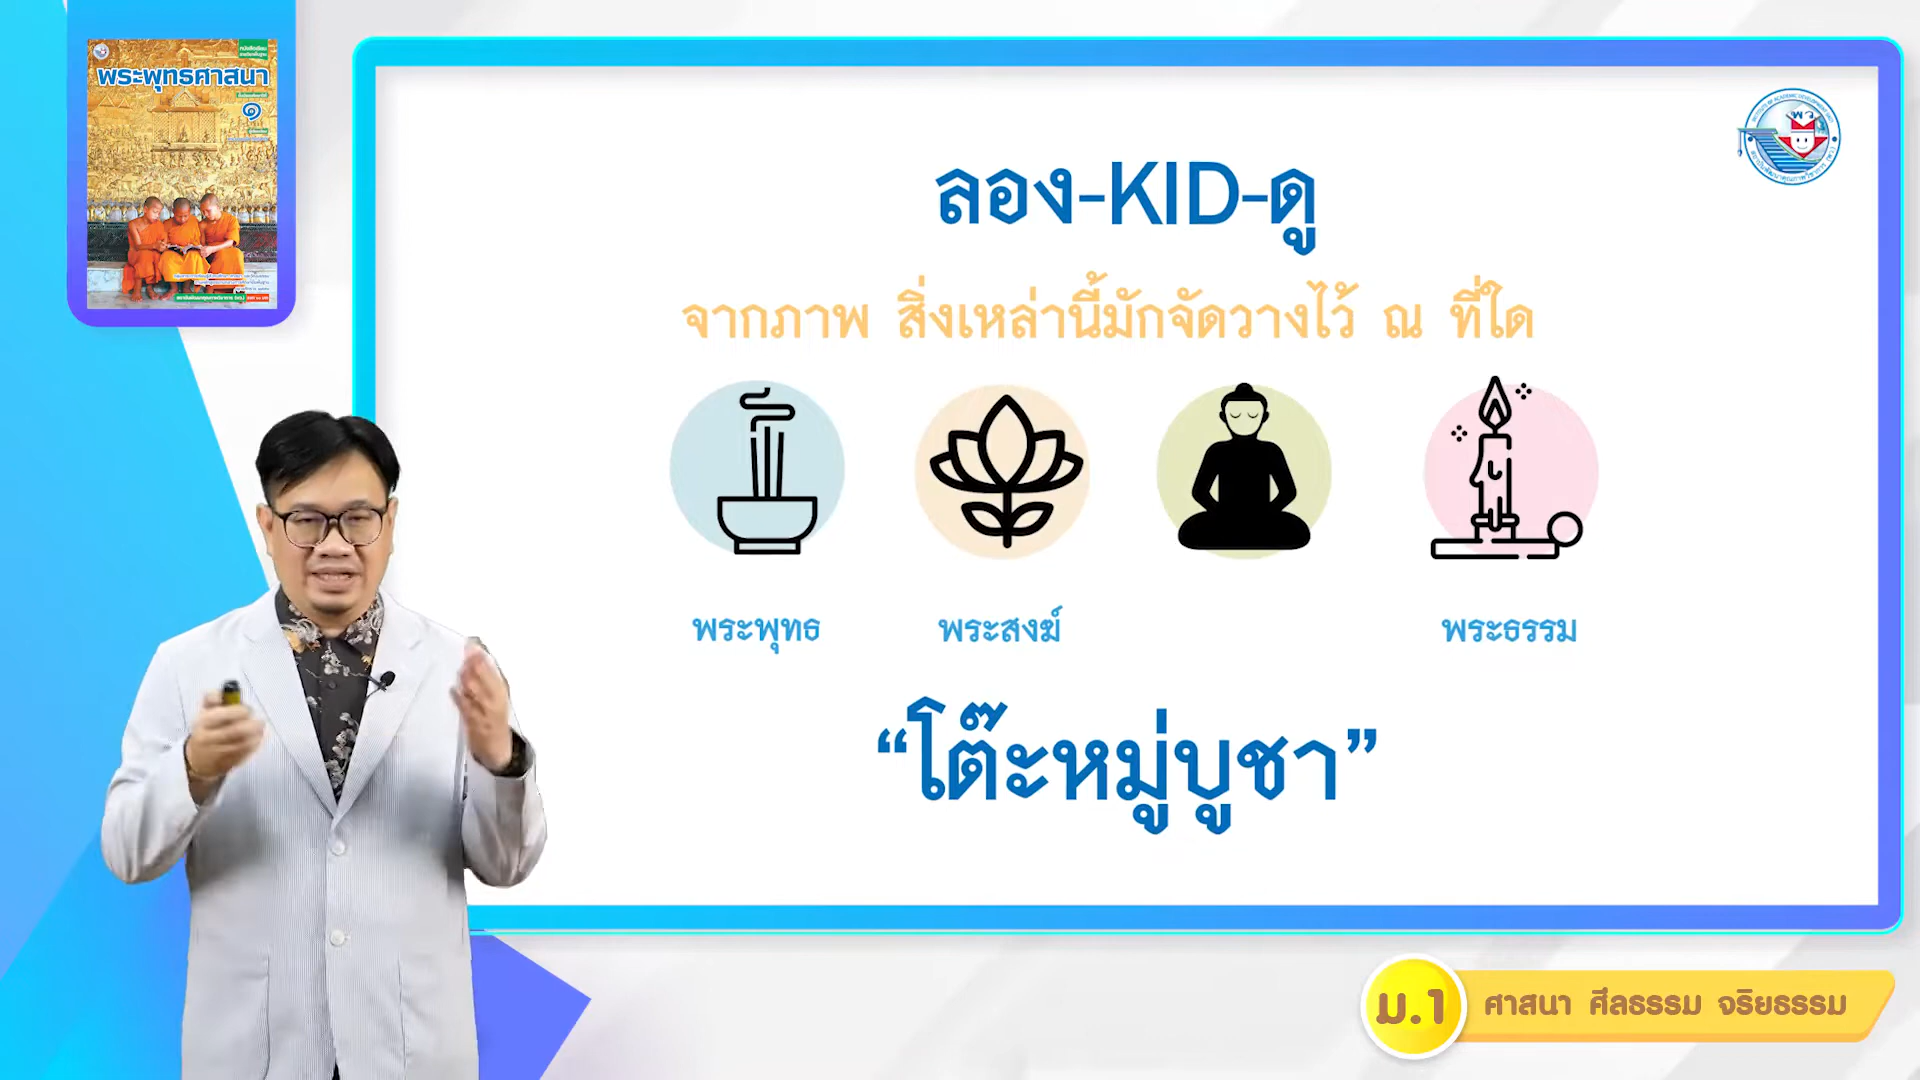 พระพุทธศาสนา
๑
ลอง-KID-ดู
จากภาพ สิ่งเหล่านี้มักจัดวางไว้ ณ ที่ใด
พระพุทธ
พระสงฆ์
พระธรรม
“โต๊ะหมู่บูชา”
พว
ม.1
ศาสนา ศีลธรรม จริยธรรม